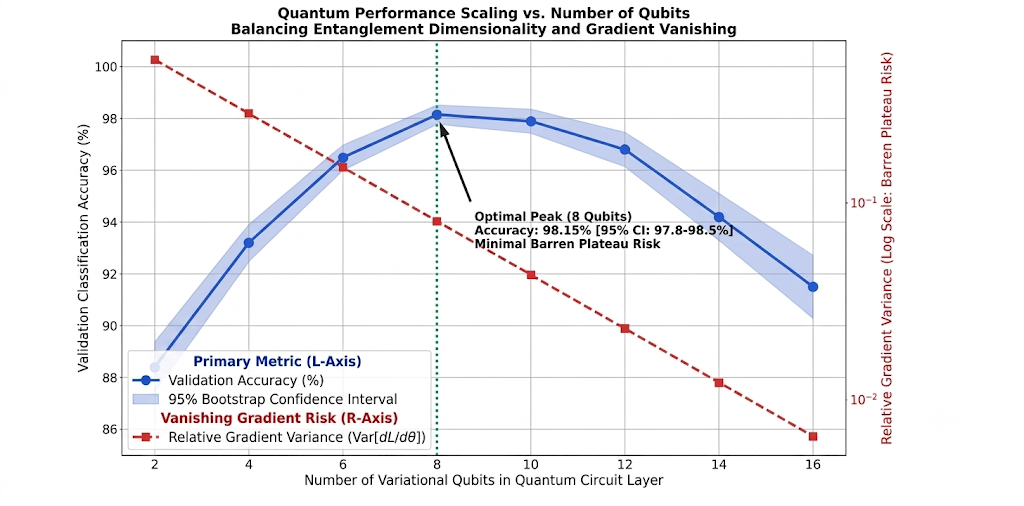 Quantum Performance Scaling vs. Number of Qubits
Balancing Entanglement Dimensionality and Gradient Vanishing
Validation Classification Accuracy (%)
100
98
96
94
92
90
88
86
Optimal Peak (8 Qubits)
Accuracy: 98.15% [95% CI: 97.8-98.5%]
Minimal Barren Plateau Risk
Primary Metric (L-Axis)
Validation Accuracy (%)
95% Bootstrap Confidence Interval
Vanishing Gradient Risk (R-Axis)
Relative Gradient Variance (Var[dL/dθ])
2 4 6 8 10 12 14 16
Number of Variational Qubits in Quantum Circuit Layer
10⁻¹
10⁻²
Relative Gradient Variance (Log Scale: Barren Plateau Risk)